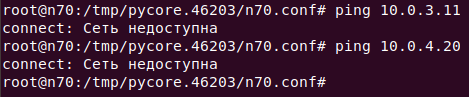 root@n70:/tmp/pycore.46203/n70.conf# ping 10.0.3.11
connect: Сеть недоступна
root@n70:/tmp/pycore.46203/n70.conf# ping 10.0.4.20
connect: Сеть недоступна
root@n70:/tmp/pycore.46203/n70.conf#